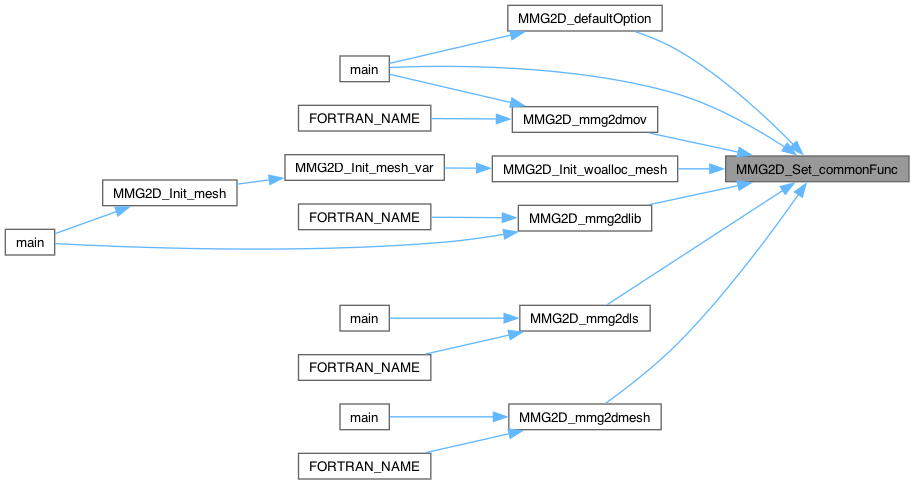 MMG2D_defaultOption
main
FORTRAN_NAME
MMG2D_mmg2dmov
MMG2D_Init_mesh_var
MMG2D_Init_woalloc_mesh
MMG2D_Set_commonFunc
MMG2D_Init_mesh
FORTRAN_NAME
MMG2D_mmg2dlib
main
main
MMG2D_mmg2dls
FORTRAN_NAME
main
MMG2D_mmg2dmesh
FORTRAN_NAME